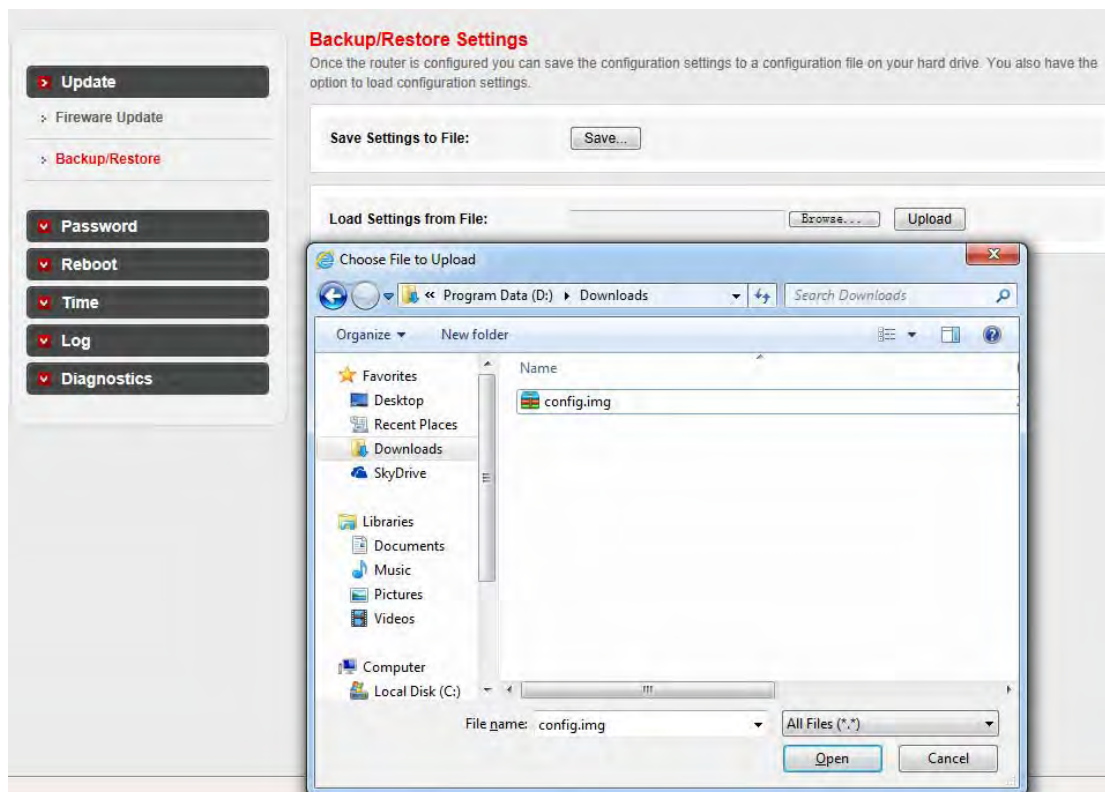 Backup/Restore Settings
Once the router is configured you can save the configuration settings to a configuration file on your hard drive. You also have the
option to load configuration settings.
Update
Fireware Update
Backup/Restore
Password
Reboot
Time
Log
Diagnostics
Save Settings to File:
Save...
Load Settings from File:
Browse...
Upload
Choose File to Upload
« Program Data (D:) Downloads
Search Downloads
Organize
New folder
Favorites
Desktop
Recent Places
Downloads
SkyDrive
Libraries
Documents
Music
Pictures
Videos
Computer
Local Disk (C:)
Name
config.img
File name:
config.img
All Files (*.*)
Open
Cancel